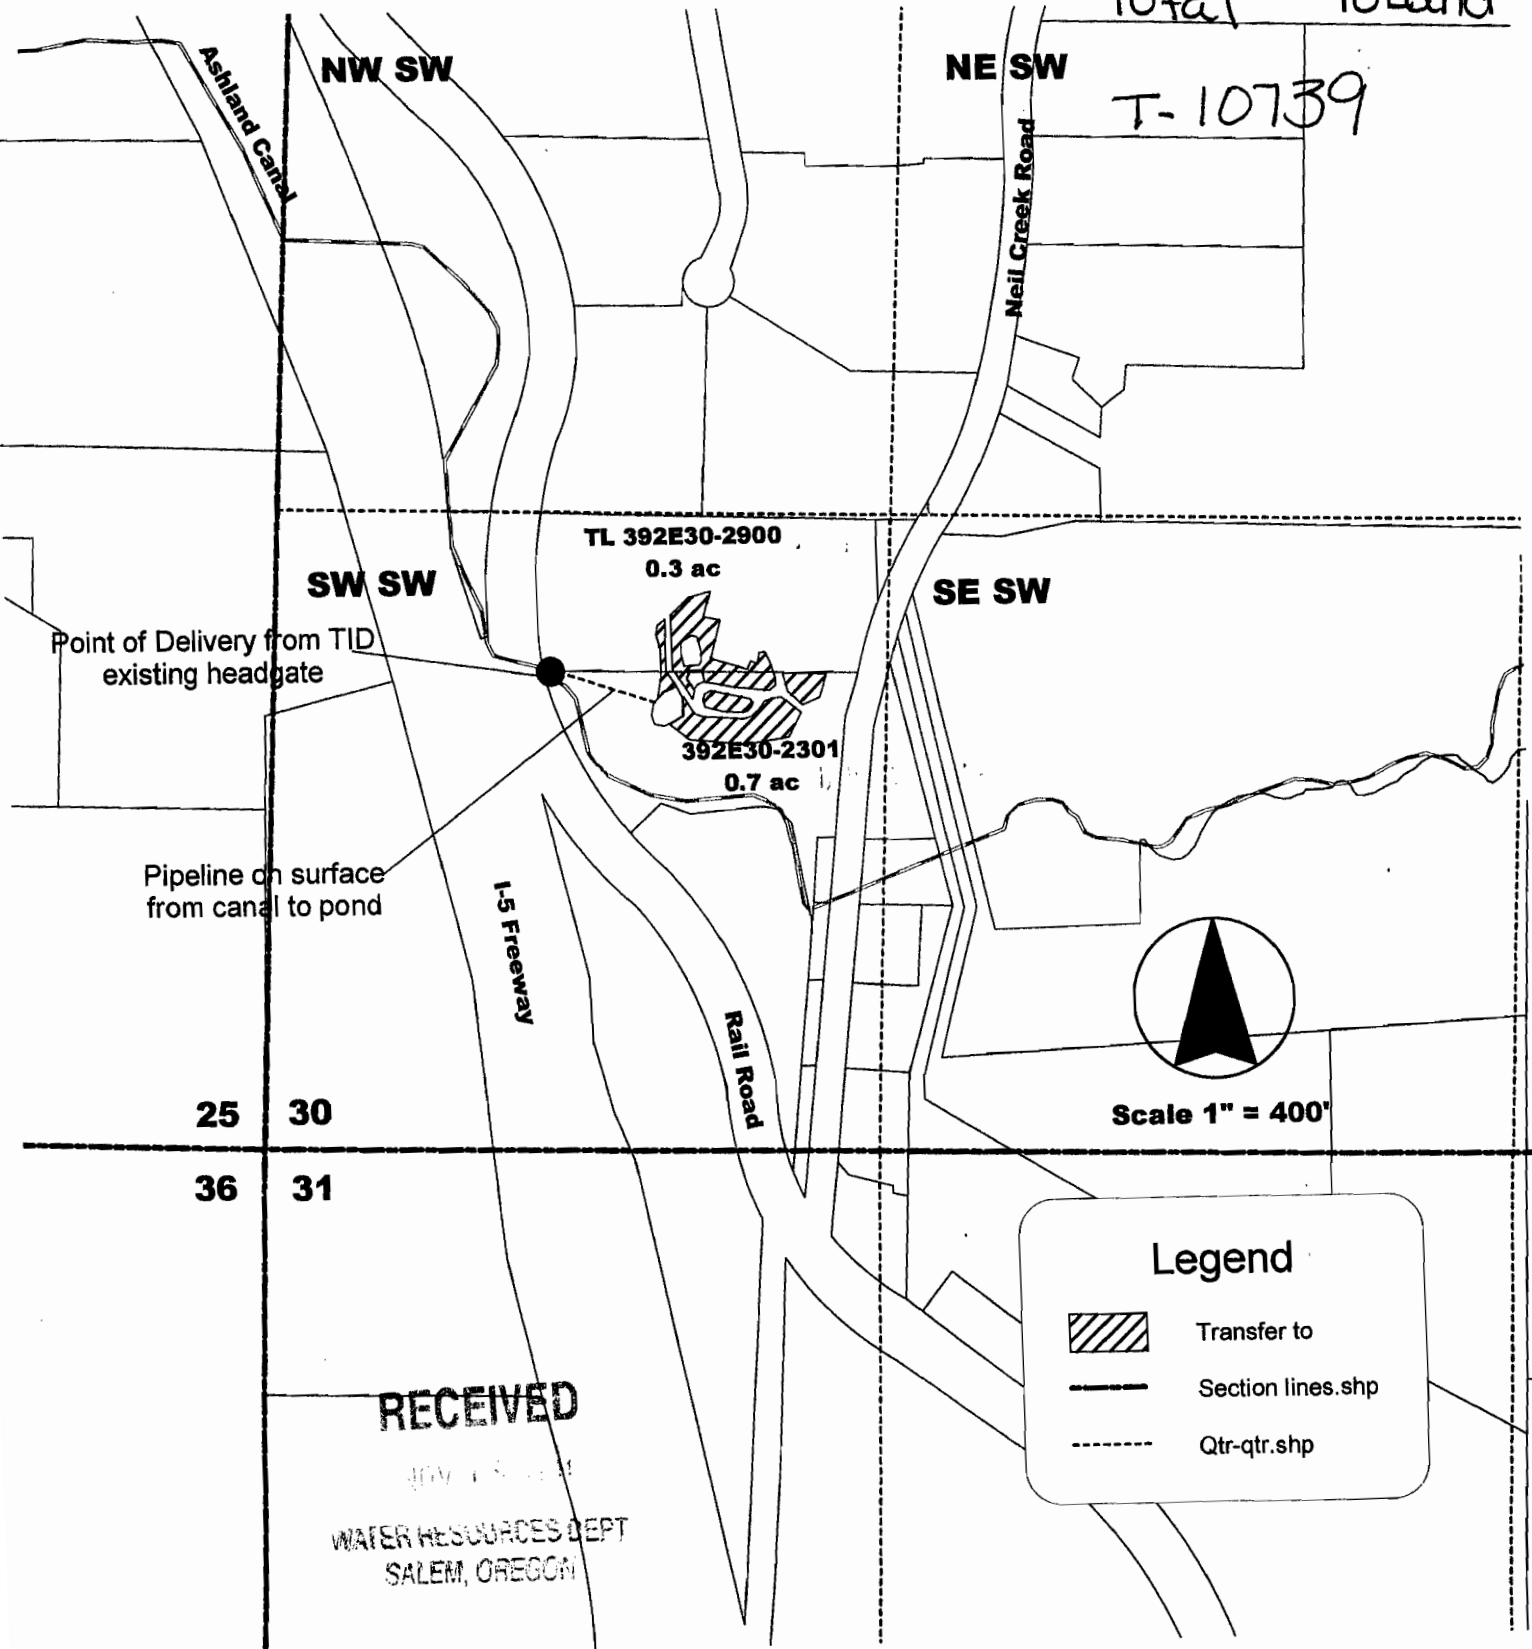 Total
NW SW
NE SW
T-10739
Ashland Canal
Neil Creek Road
TL 392E30-2900
0.3 ac
SW SW
SE SW
Point of Delivery from TID
existing headgate
392E30-2301
0.7 ac
Pipeline on surface
from canal to pond
I-5 Freeway
Rail Road
25 30
Scale 1" = 400'
36 31
Legend
Transfer to
Section lines.shp
Qtr-qtr.shp
RECEIVED
NOV
WATER RESOURCES DEPT
SALEM, OREGON